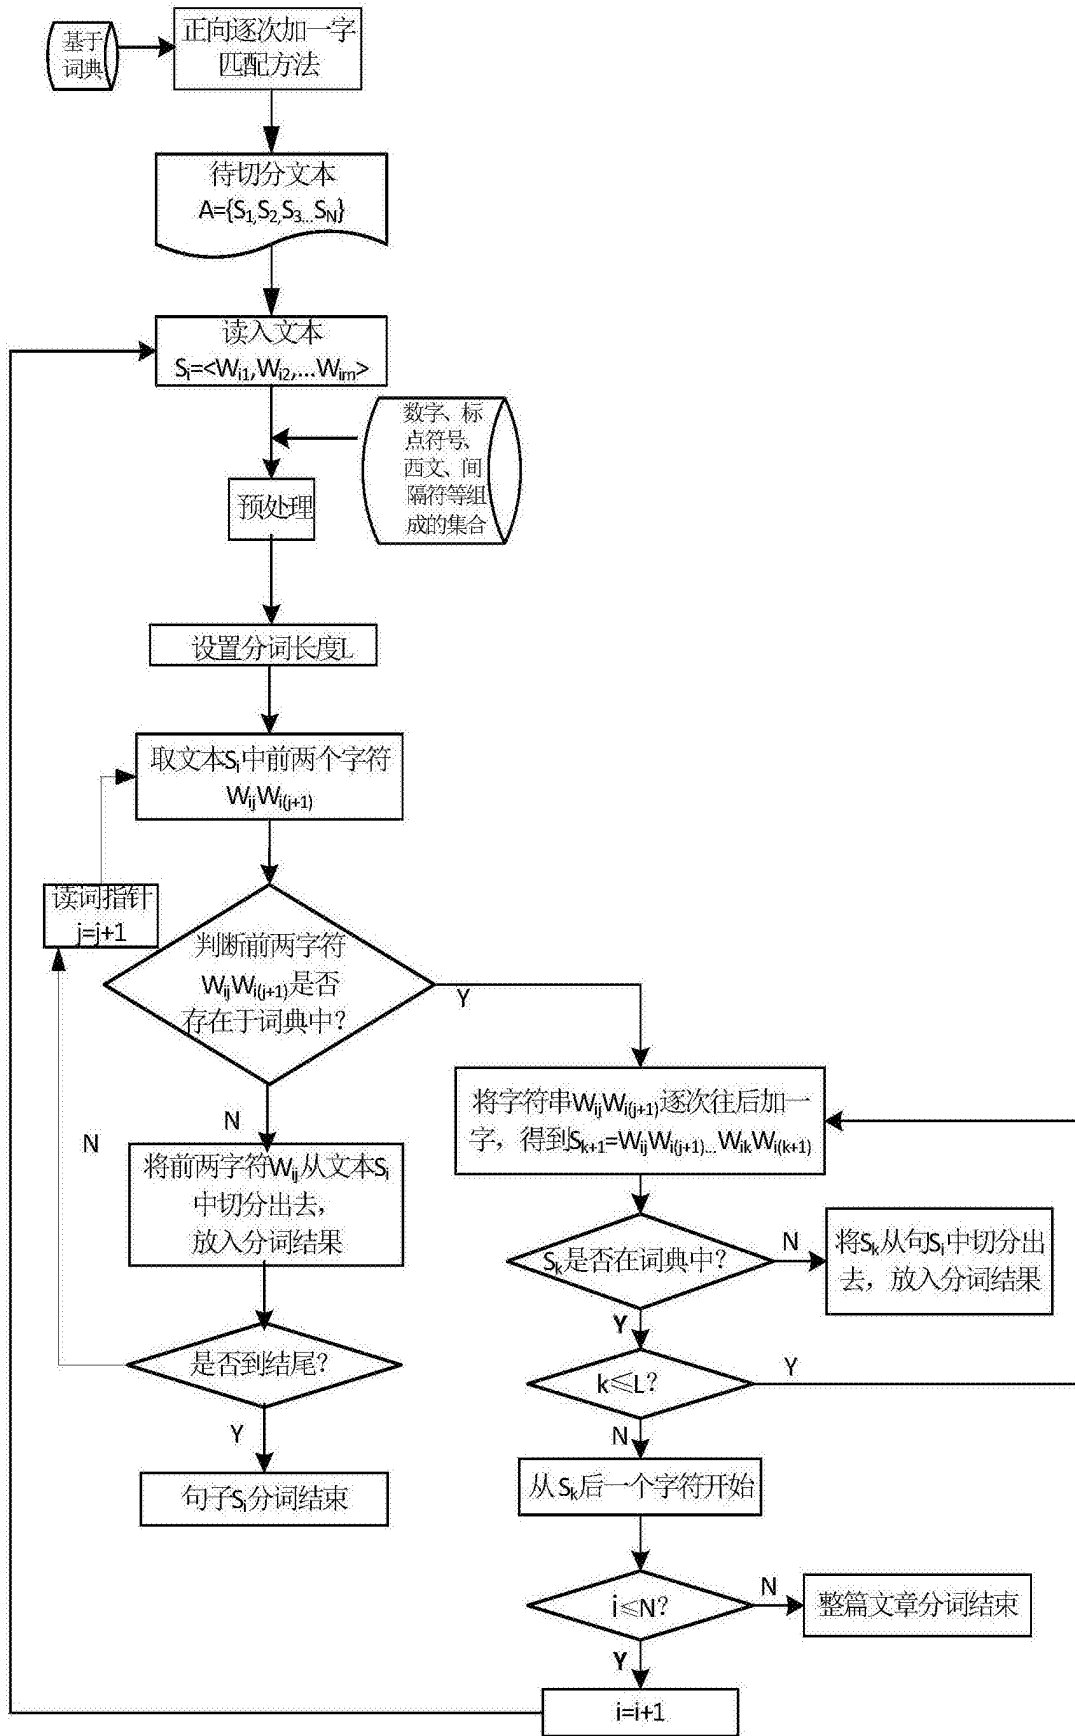 基于
词典
正向逐次加一字
匹配方法
待切分文本
A={S1,S2,S3...SN}
读入文本
Si=<Wi1,Wi2,...Wim>
数字、标
点符号、
西文、间
隔符等组
成的集合
预处理
设置分词长度L
取文本Si中前两个字符
WijWi(j+1)
读词指针
j=j+1
判断前两字符
WijWi(j+1)是否
存在于词典中?
Y
N
N
将字符串WijWi(j+1)逐次往后加一
字，得到Sk+1=WijWi(j+1)...WikWi(k+1)
将前两字符Wij从文本Si
中切分出去，
放入分词结果
Sk是否在词典中?
N
将Sk从句Si中切分出
去，放入分词结果
Y
是否到结尾?
k≤L?
Y
Y
N
句子Si分词结束
从Sk后一个字符开始
i≤N?
N
整篇文章分词结束
Y
i=i+1